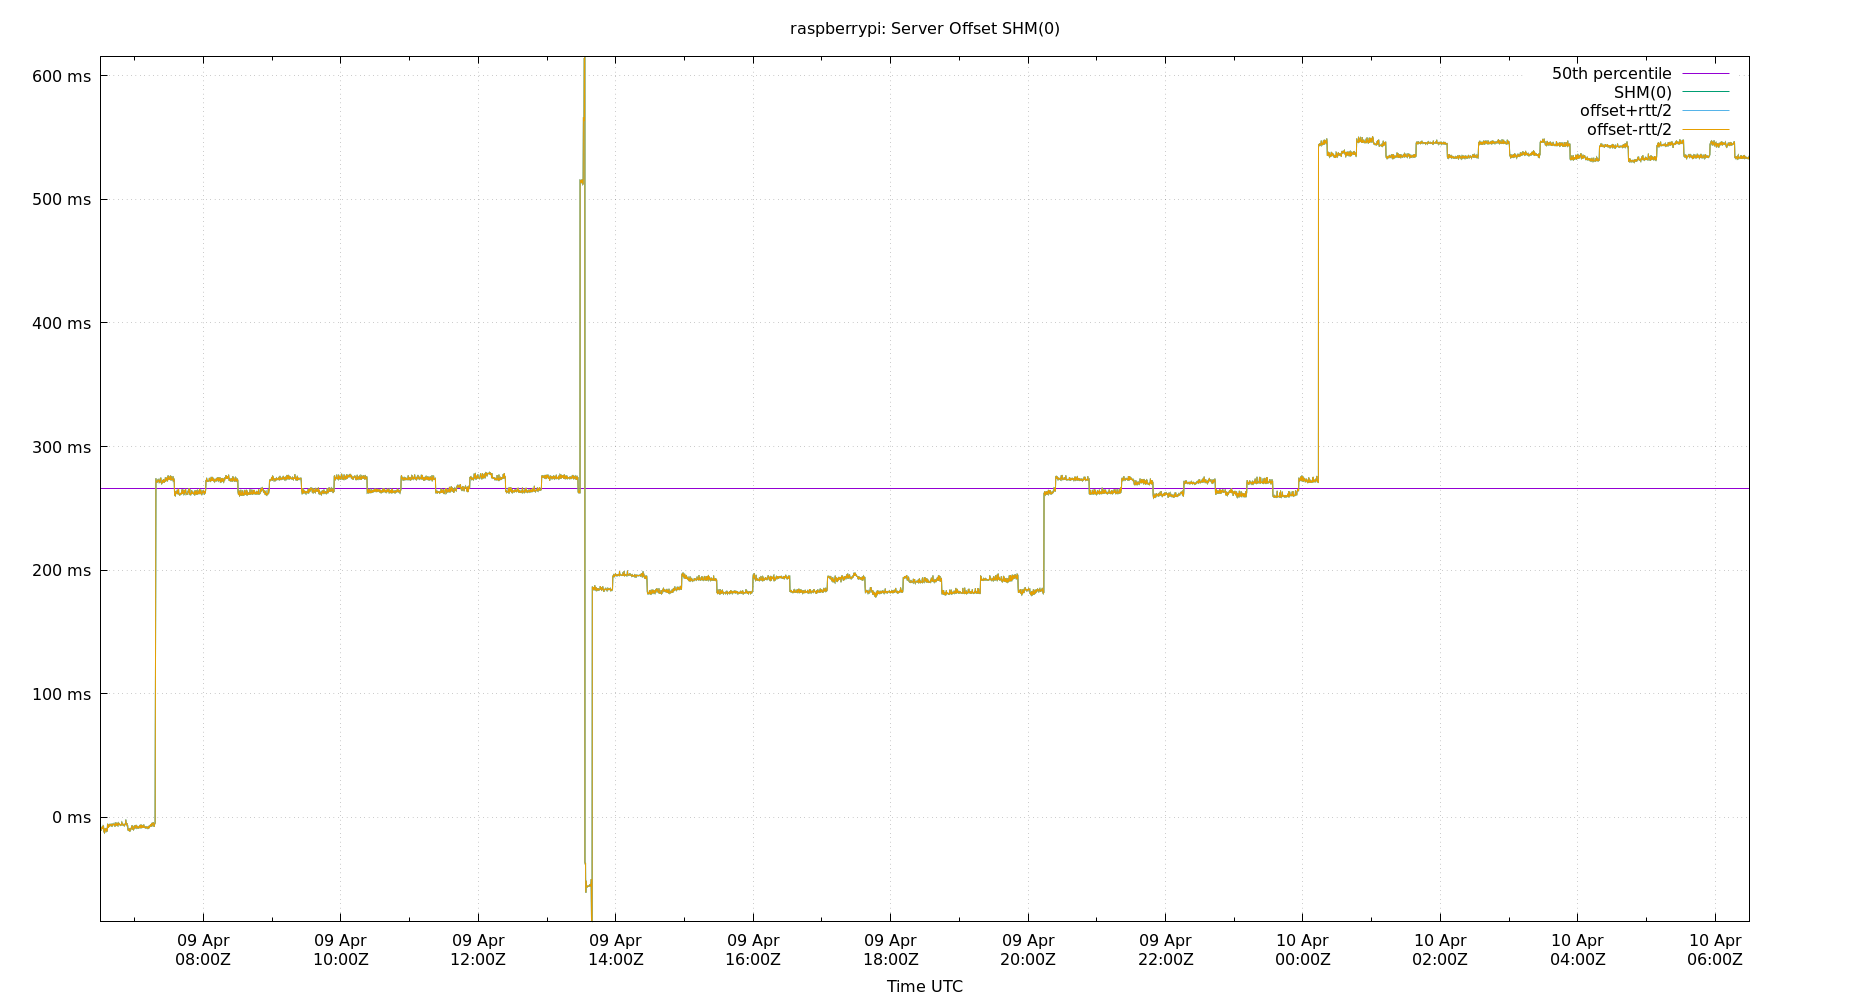 raspberrypi: Server Offset SHM(0)
50th percentile
SHM(0)
offset+rtt/2
offset-rtt/2
600 ms
500 ms
400 ms
300 ms
200 ms
100 ms
0 ms
09 Apr 09 Apr 09 Apr 09 Apr 09 Apr 09 Apr 09 Apr 09 Apr 10 Apr 10 Apr 10 Apr 10 Apr
08:00Z 10:00Z 12:00Z 14:00Z 16:00Z 18:00Z 20:00Z 22:00Z 00:00Z 02:00Z 04:00Z 06:00Z
Time UTC